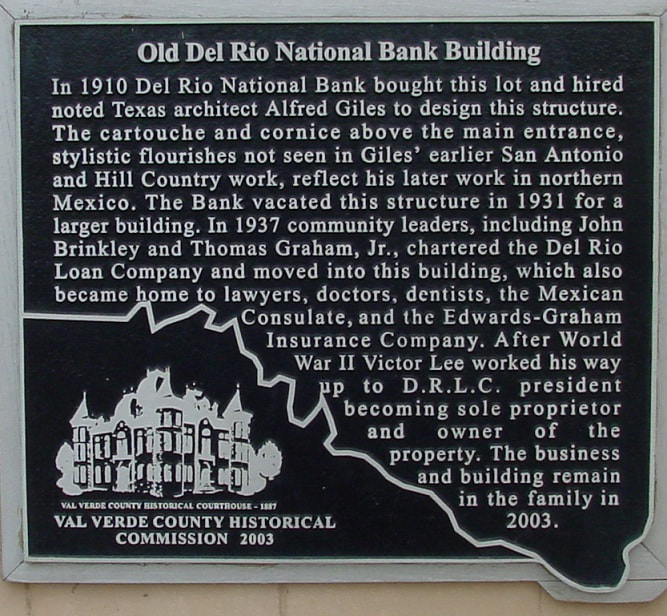 Old Del Rio National Bank Building
In 1910 Del Rio National Bank bought this lot and hired
noted Texas architect Alfred Giles to design this structure.
The cartouche and cornice above the main entrance,
stylistic flourishes not seen in Giles' earlier San Antonio
and Hill Country work, reflect his later work in northern
Mexico. The Bank vacated this structure in 1931 for a
larger building. In 1937 community leaders, including John
Brinkley and Thomas Graham, Jr., chartered the Del Rio
Loan Company and moved into this building, which also
became home to lawyers, doctors, dentists, the Mexican
Consulate, and the Edwards-Graham
Insurance Company. After World
War II Victor Lee worked his way
up to D.R.L.C. president
becoming sole proprietor
and owner of the
property. The business
and building remain
in the family in
2003.
VAL VERDE COUNTY HISTORICAL COURTHOUSE - 1887
VAL VERDE COUNTY HISTORICAL
COMMISSION 2003